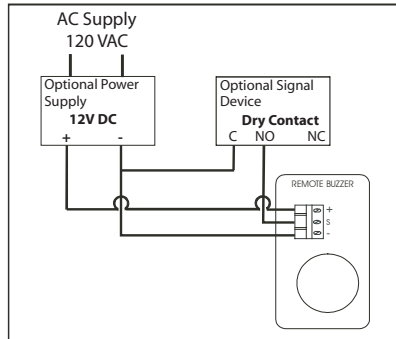 AC Supply
120 VAC
Optional Power
Supply
12V DC
+ -
Optional Signal
Device
Dry Contact
C NO NC
REMOTE BUZZER
+
S
-